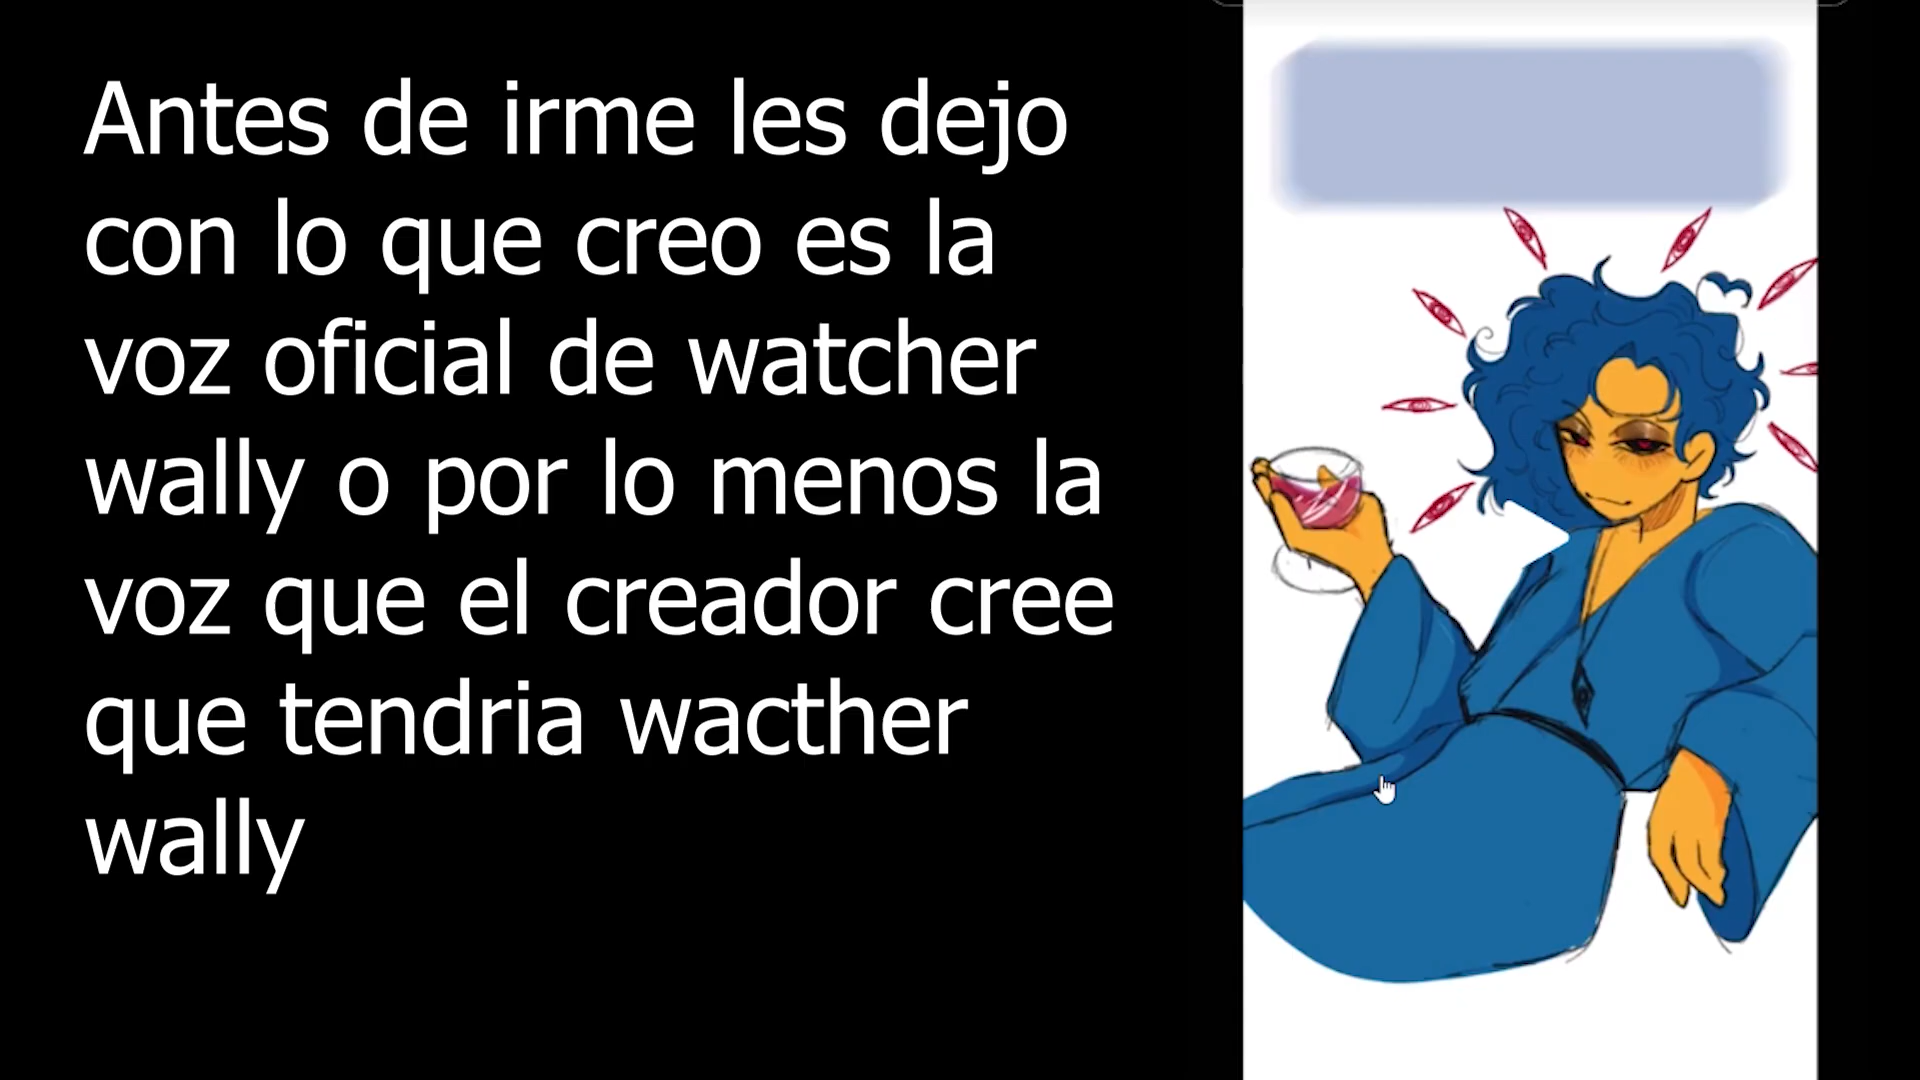 Antes de irme les dejo
con lo que creo es la
voz oficial de watcher
wally o por lo menos la
voz que el creador cree
que tendria wacther
wally